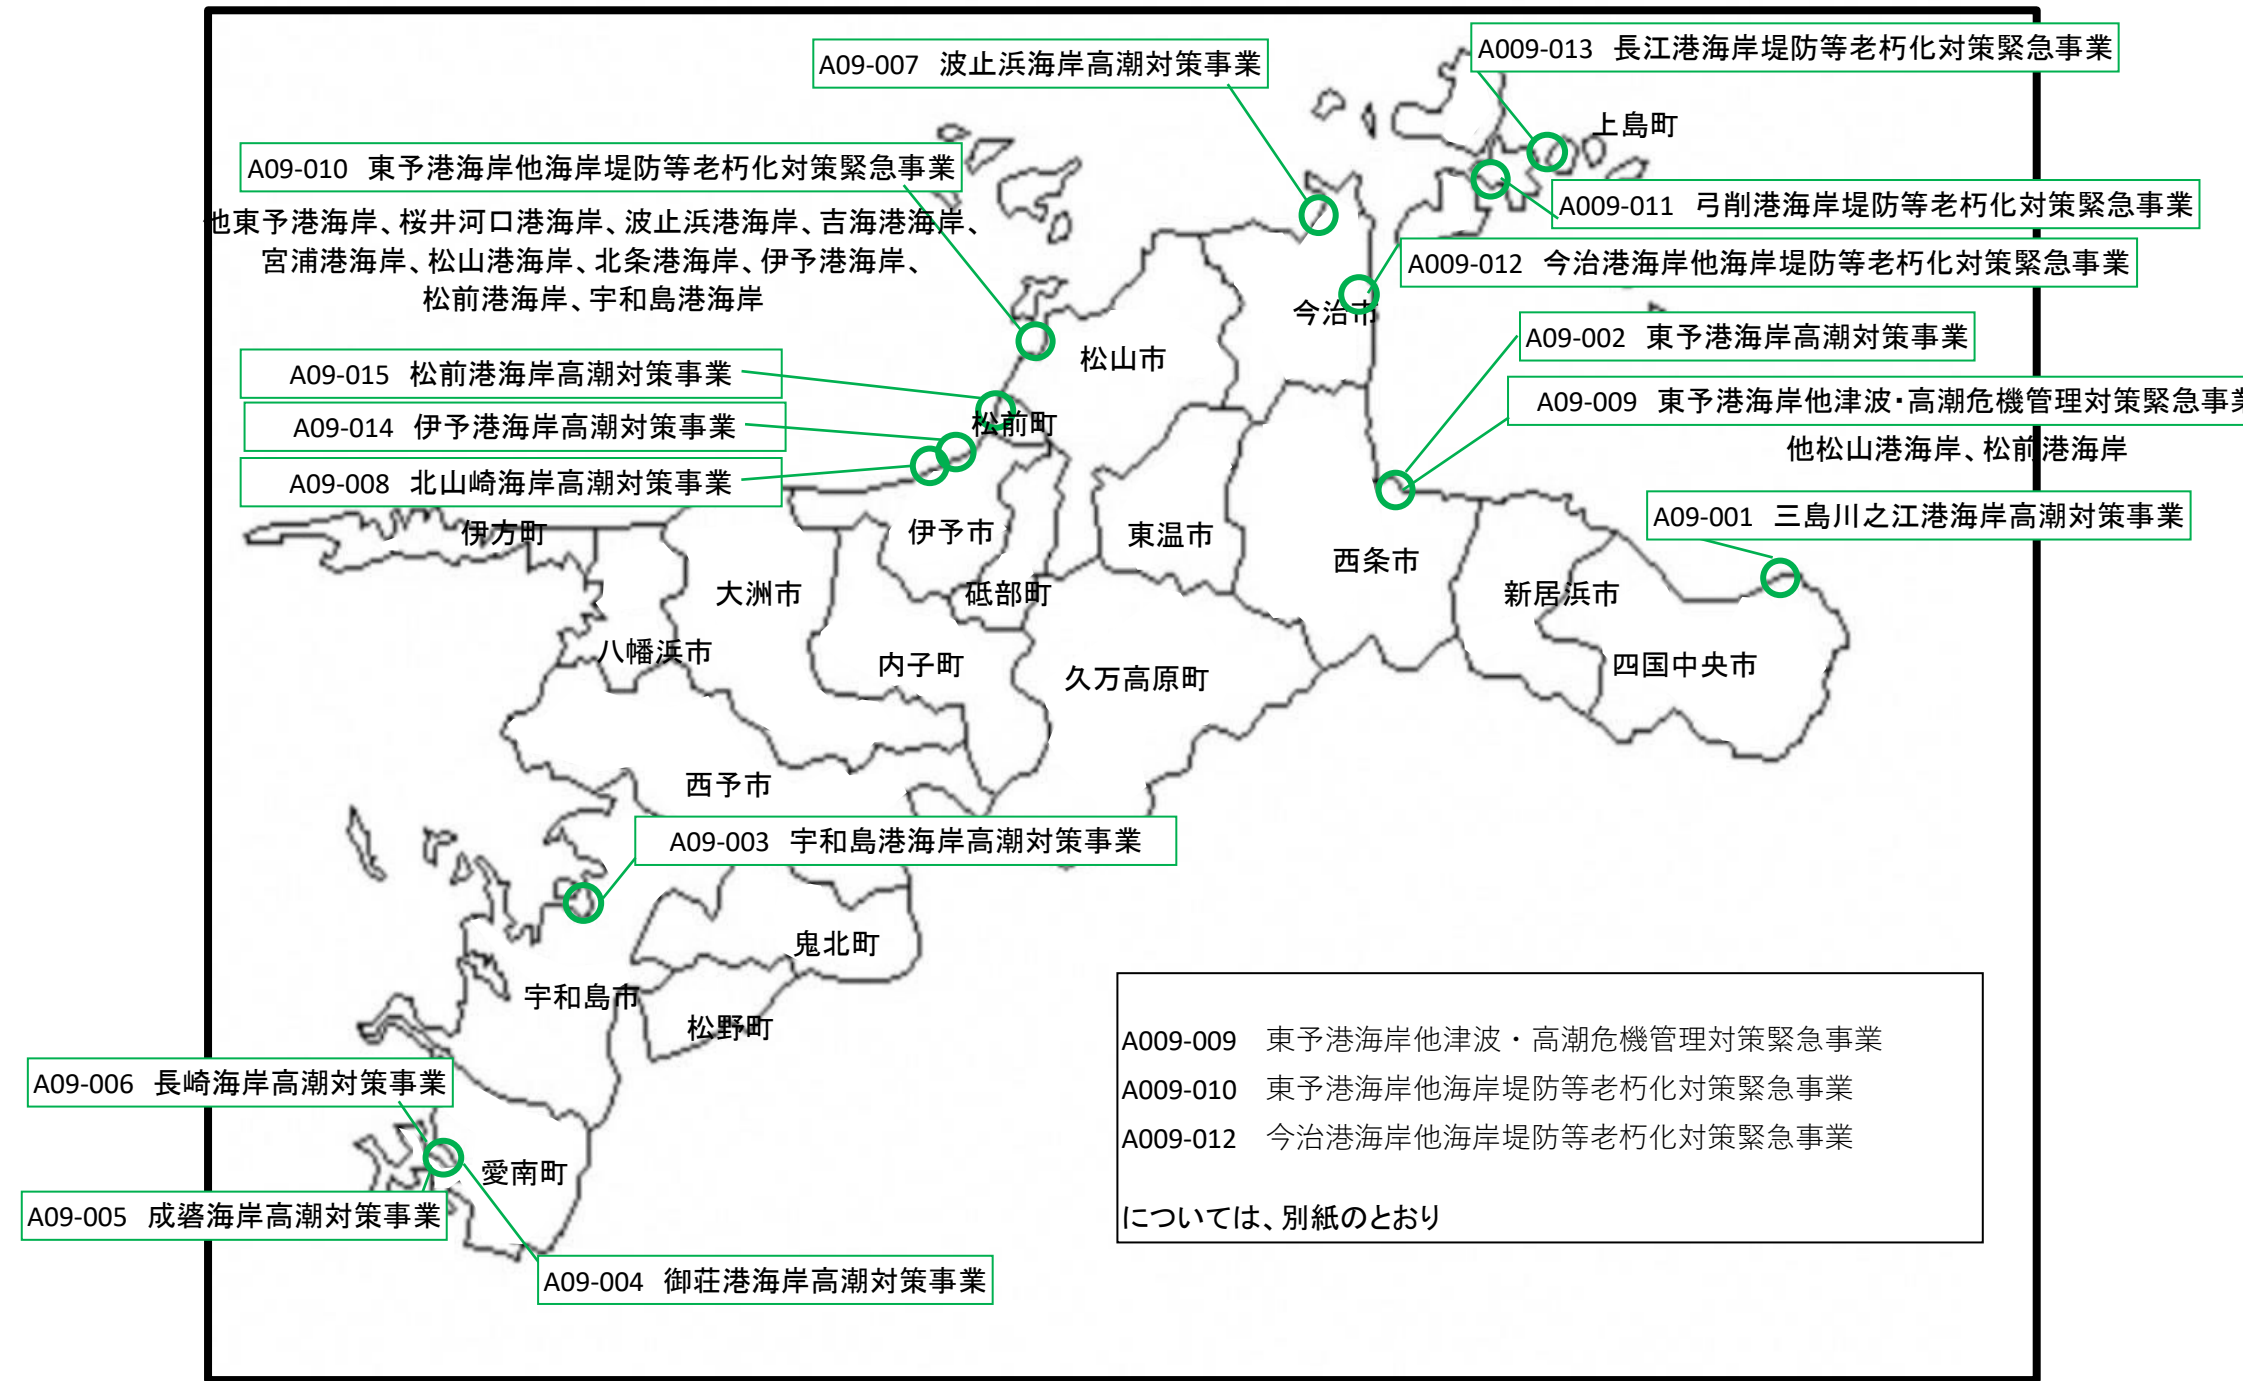 A09-007 波止浜海岸高潮対策事業
A009-013 長江港海岸堤防等老朽化対策緊急事業
上島町
A09-010 東予港海岸他海岸堤防等老朽化対策緊急事業
他東予港海岸、桜井河口港海岸、波止浜港海岸、吉海港海岸、
宮浦港海岸、松山港海岸、北条港海岸、伊予港海岸、
松前港海岸、宇和島港海岸
A009-011 弓削港海岸堤防等老朽化対策緊急事業
A009-012 今治港海岸他海岸堤防等老朽化対策緊急事業
今治市
A09-002 東予港海岸高潮対策事業
松山市
A09-015 松前港海岸高潮対策事業
A09-009 東予港海岸他津波・高潮危機管理対策緊急事業
他松山港海岸、松前港海岸
松前町
A09-014 伊予港海岸高潮対策事業
A09-008 北山崎海岸高潮対策事業
A09-001 三島川之江港海岸高潮対策事業
伊方町
伊予市
東温市
西条市
大洲市
砥部町
新居浜市
八幡浜市
内子町
久万高原町
四国中央市
西予市
A09-003 宇和島港海岸高潮対策事業
鬼北町
宇和島市
松野町
A009-009 東予港海岸他津波・高潮危機管理対策緊急事業
A009-010 東予港海岸他海岸堤防等老朽化対策緊急事業
A009-012 今治港海岸他海岸堤防等老朽化対策緊急事業
については、別紙のとおり
A09-006 長崎海岸高潮対策事業
愛南町
A09-005 成碆海岸高潮対策事業
A09-004 御荘港海岸高潮対策事業